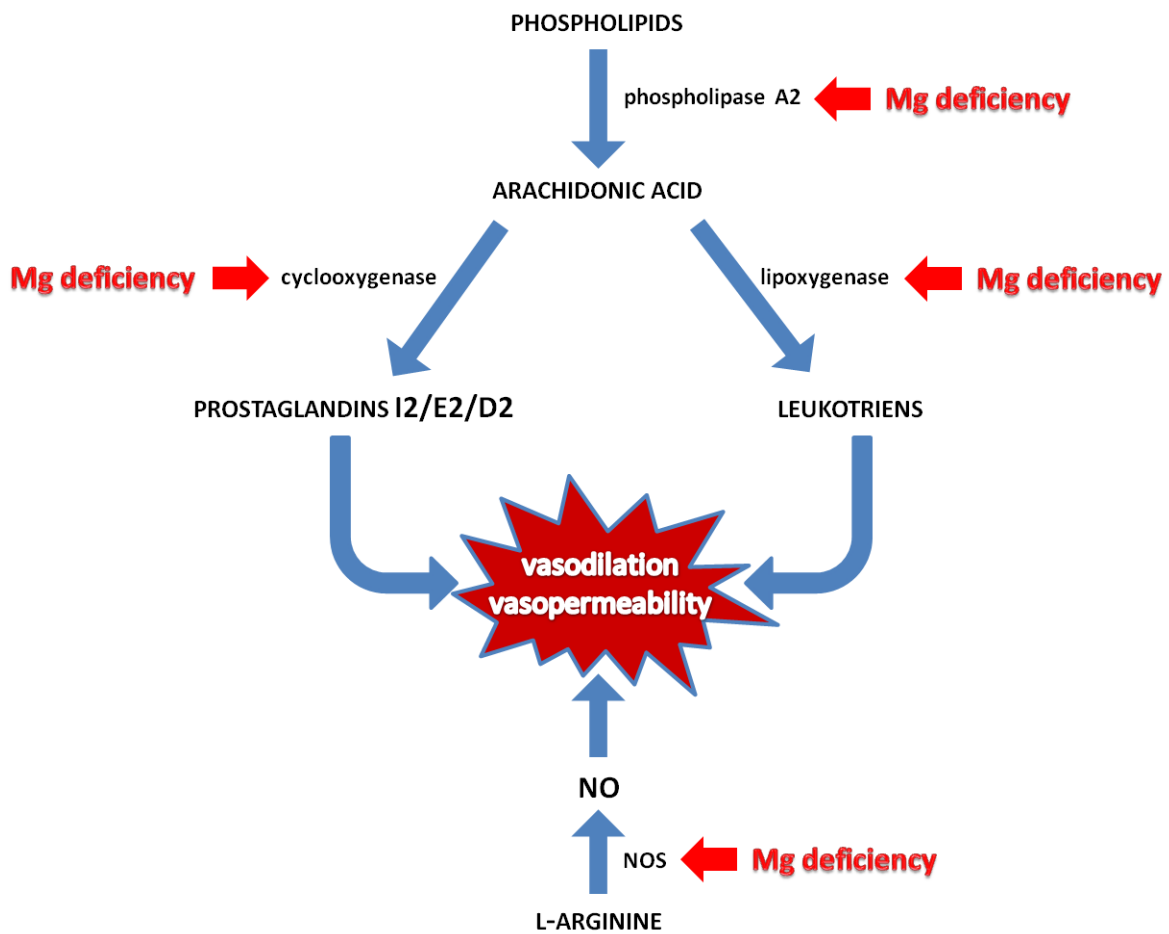 PHOSPHOLIPIDS
phospholipase A2
Mg deficiency
ARACHIDONIC ACID
Mg deficiency
cyclooxygenase
lipoxygenase
Mg deficiency
PROSTAGLANDINS I2/E2/D2
LEUKOTRIENS
vasodilation
vasopermeability
NO
NOS
Mg deficiency
L-ARGININE